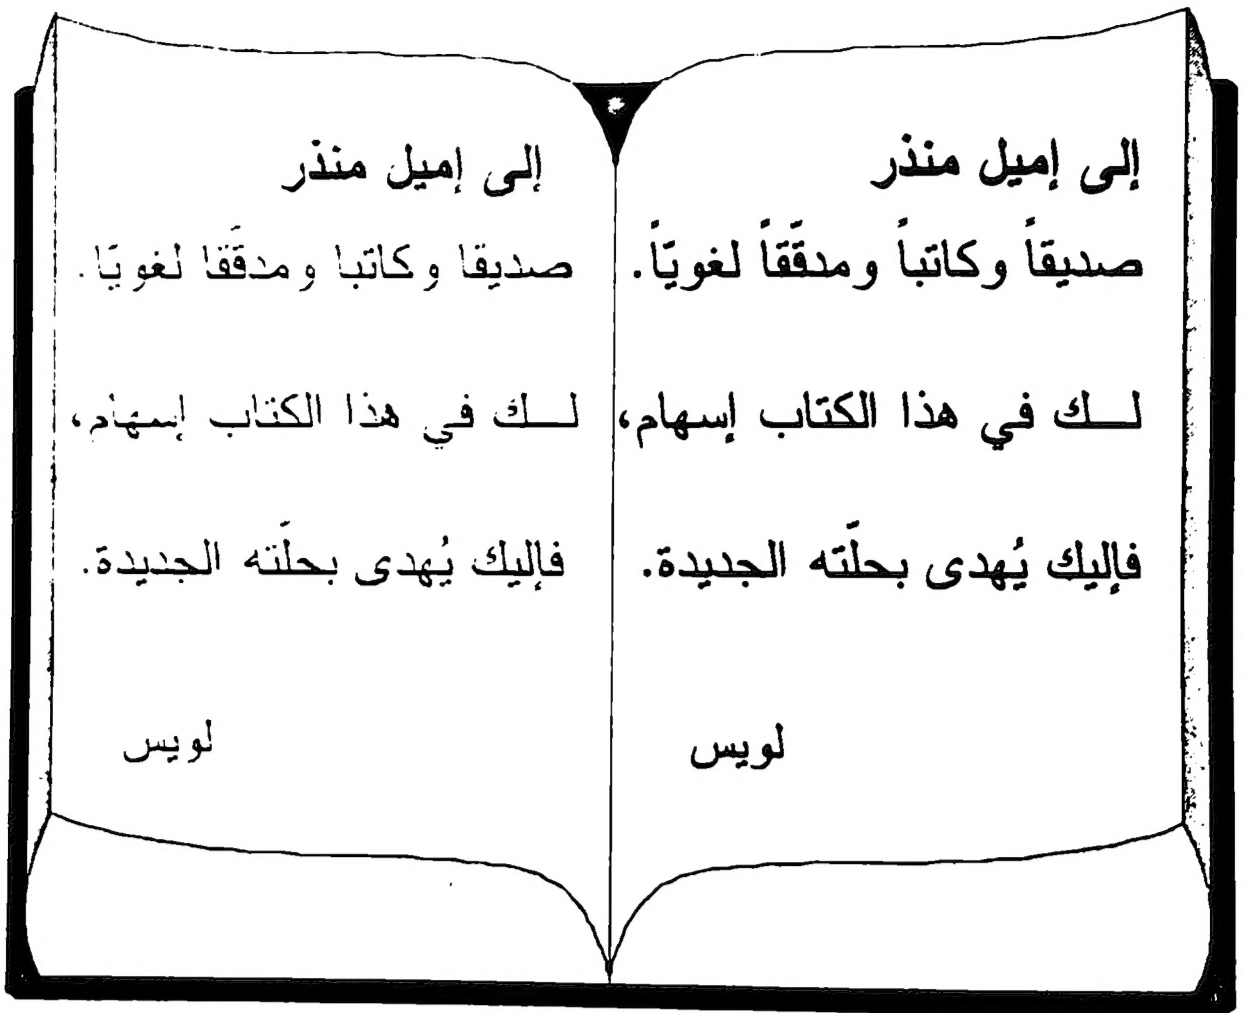 إلى إميل منذر
صديقاً وكاتباً ومدقّقاً لغويّاً.
لـــك في هذا الكتاب إسهام،
فإليك يُهدى بحلّته الجديدة.
لويس
إلى إميل منذر
صديقا وكاتبا ومدقّقا لغويّا.
لـــك في هذا الكتاب إسهام،
فإليك يُهدى بحلّته الجديدة.
لويس